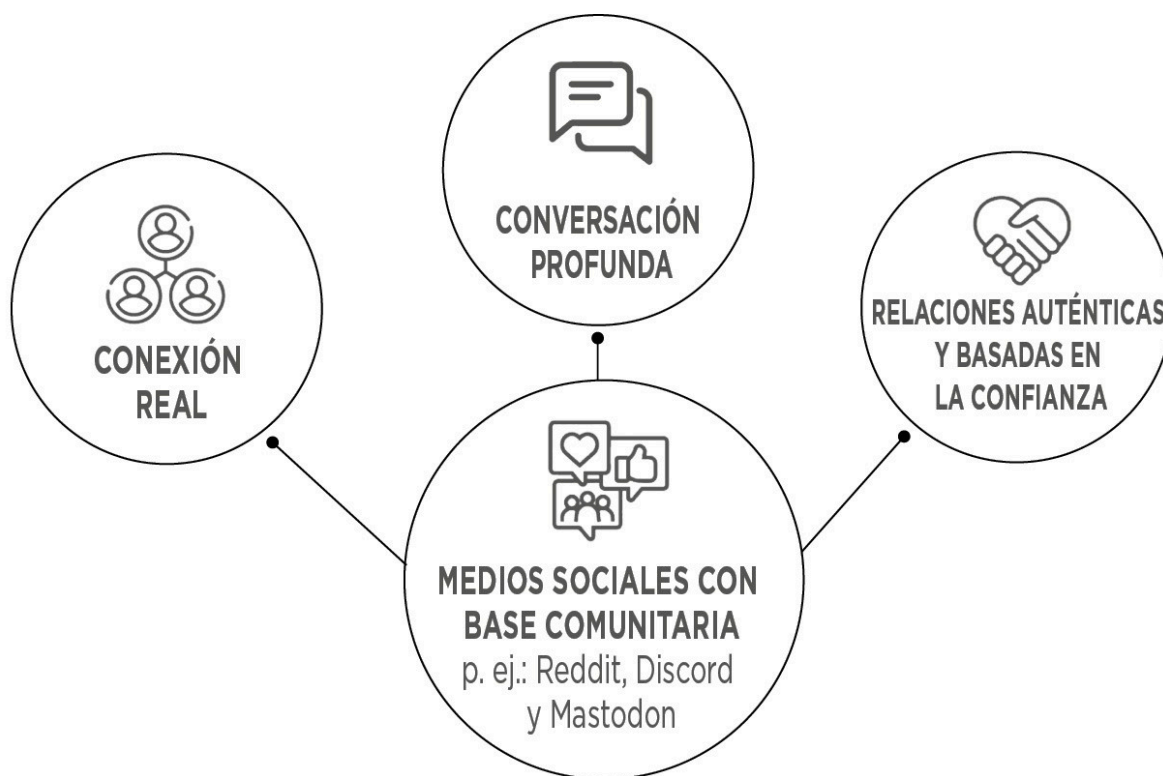 CONVERSACIÓN
PROFUNDA
CONEXIÓN
REAL
RELACIONES AUTÉNTICAS
Y BASADAS EN
LA CONFIANZA
MEDIOS SOCIALES CON
BASE COMUNITARIA
p. ej.: Reddit, Discord
y Mastodon